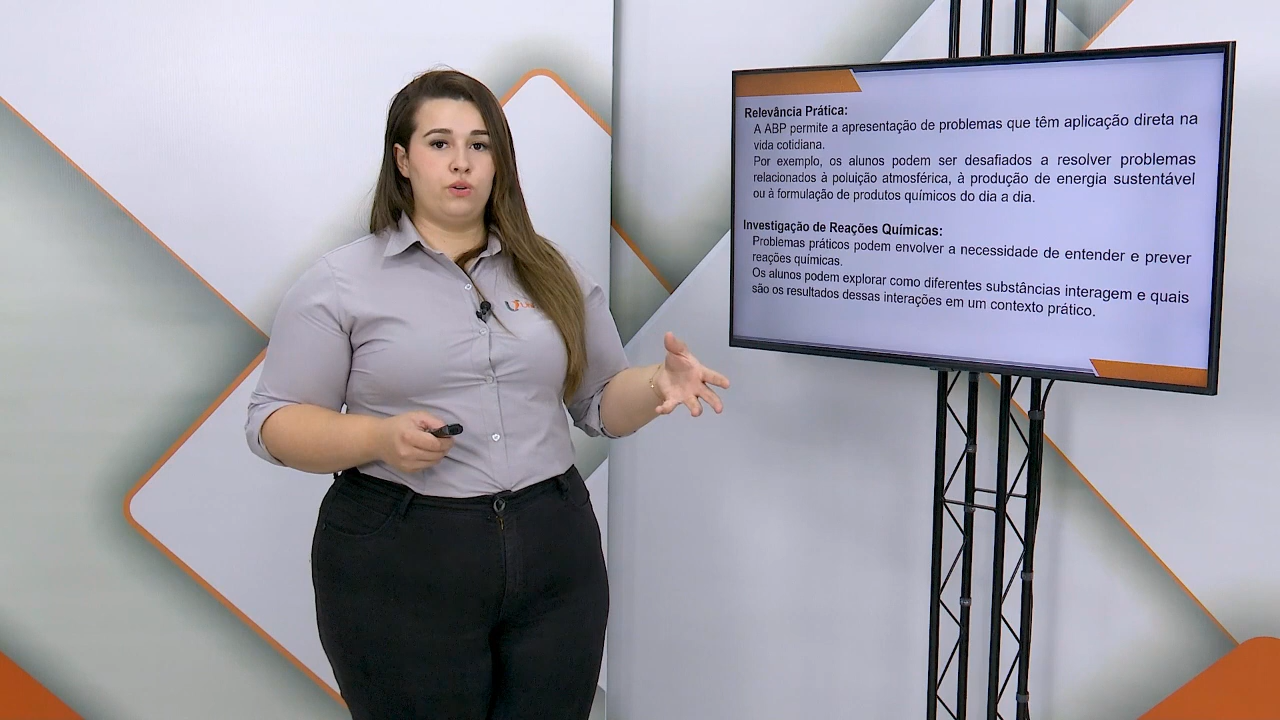 Relevância Prática:
A ABP permite a apresentação de problemas que têm aplicação direta na
vida cotidiana.
Por exemplo, os alunos podem ser desafiados a resolver problemas
relacionados à poluição atmosférica, à produção de energia sustentável
ou à formulação de produtos químicos do dia a dia.
Investigação de Reações Químicas:
Problemas práticos podem envolver a necessidade de entender e prever
reações químicas.
Os alunos podem explorar como diferentes substâncias interagem e quais
são os resultados dessas interações em um contexto prático.